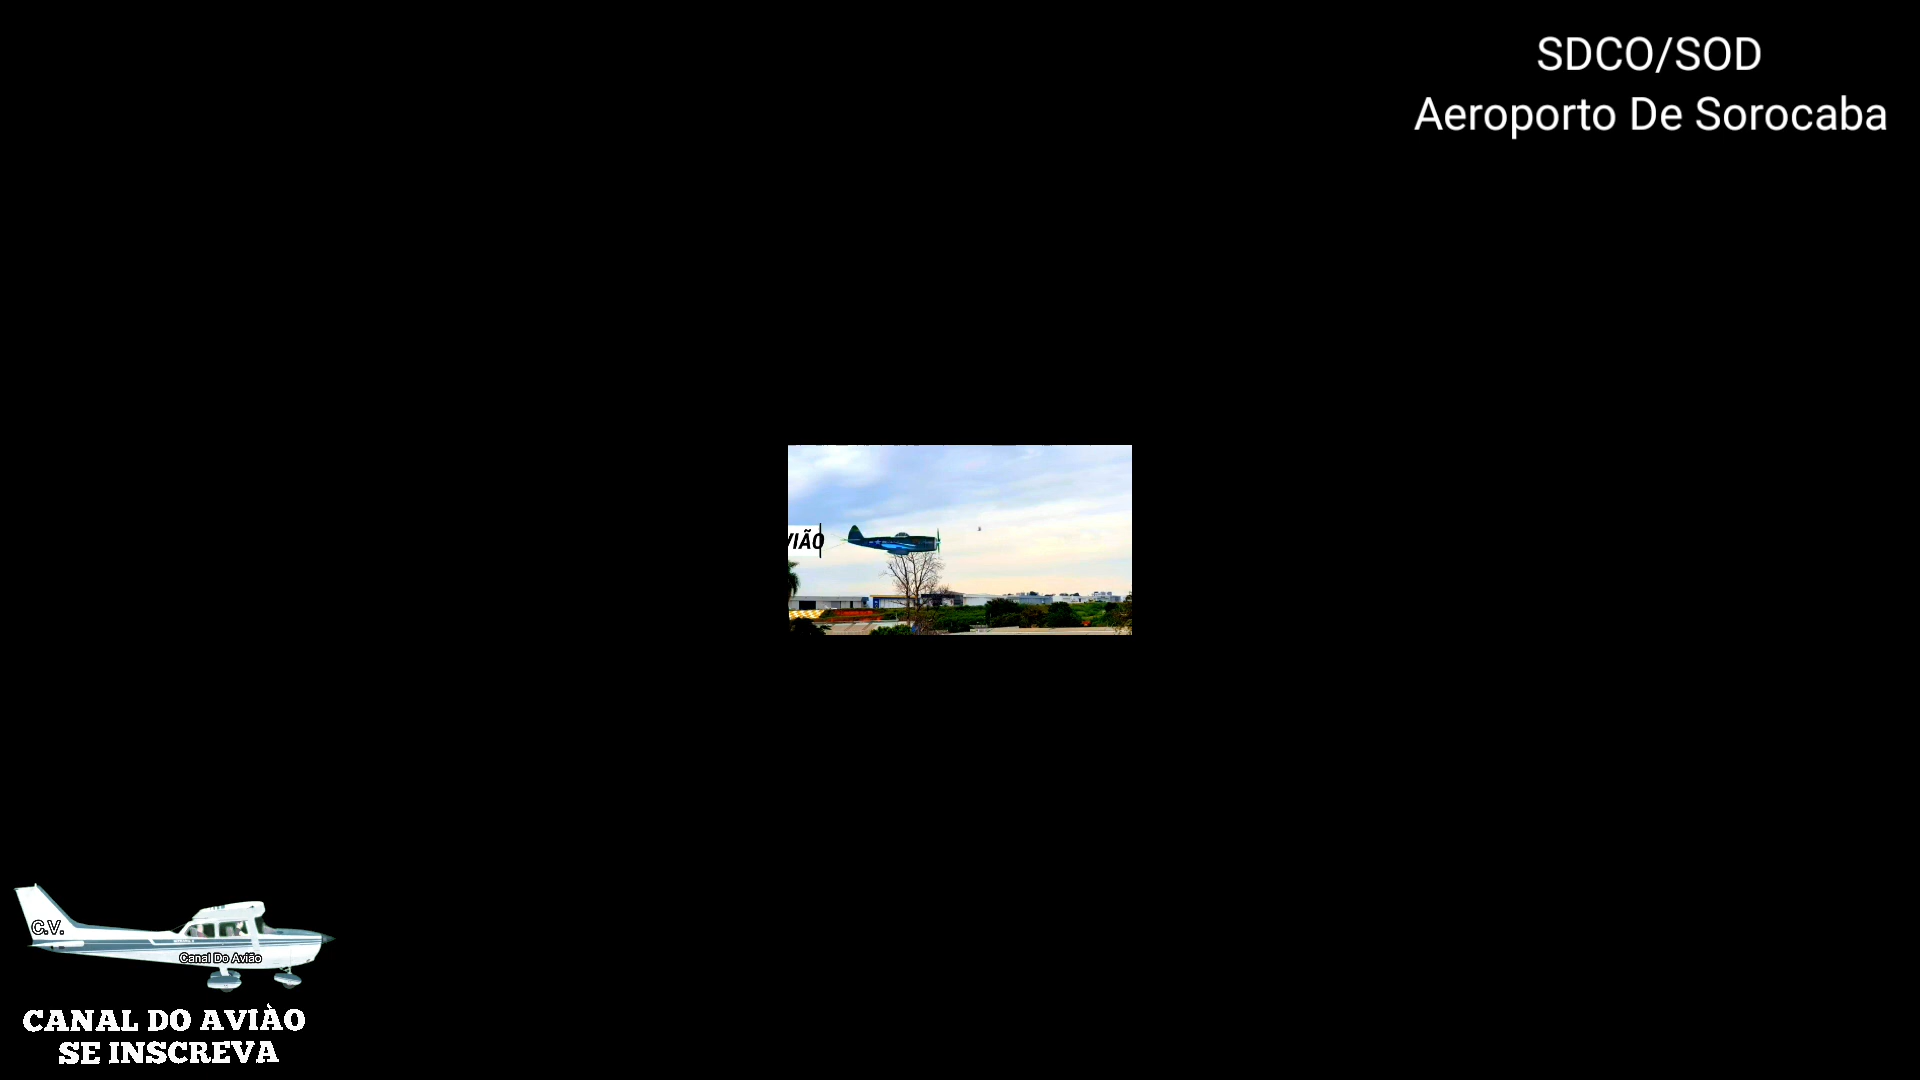 SDCO/SOD
Aeroporto De Sorocaba
VIÃO
C.V.
Canal Do Avião
CANAL DO AVIÀO
SE INSCREVA